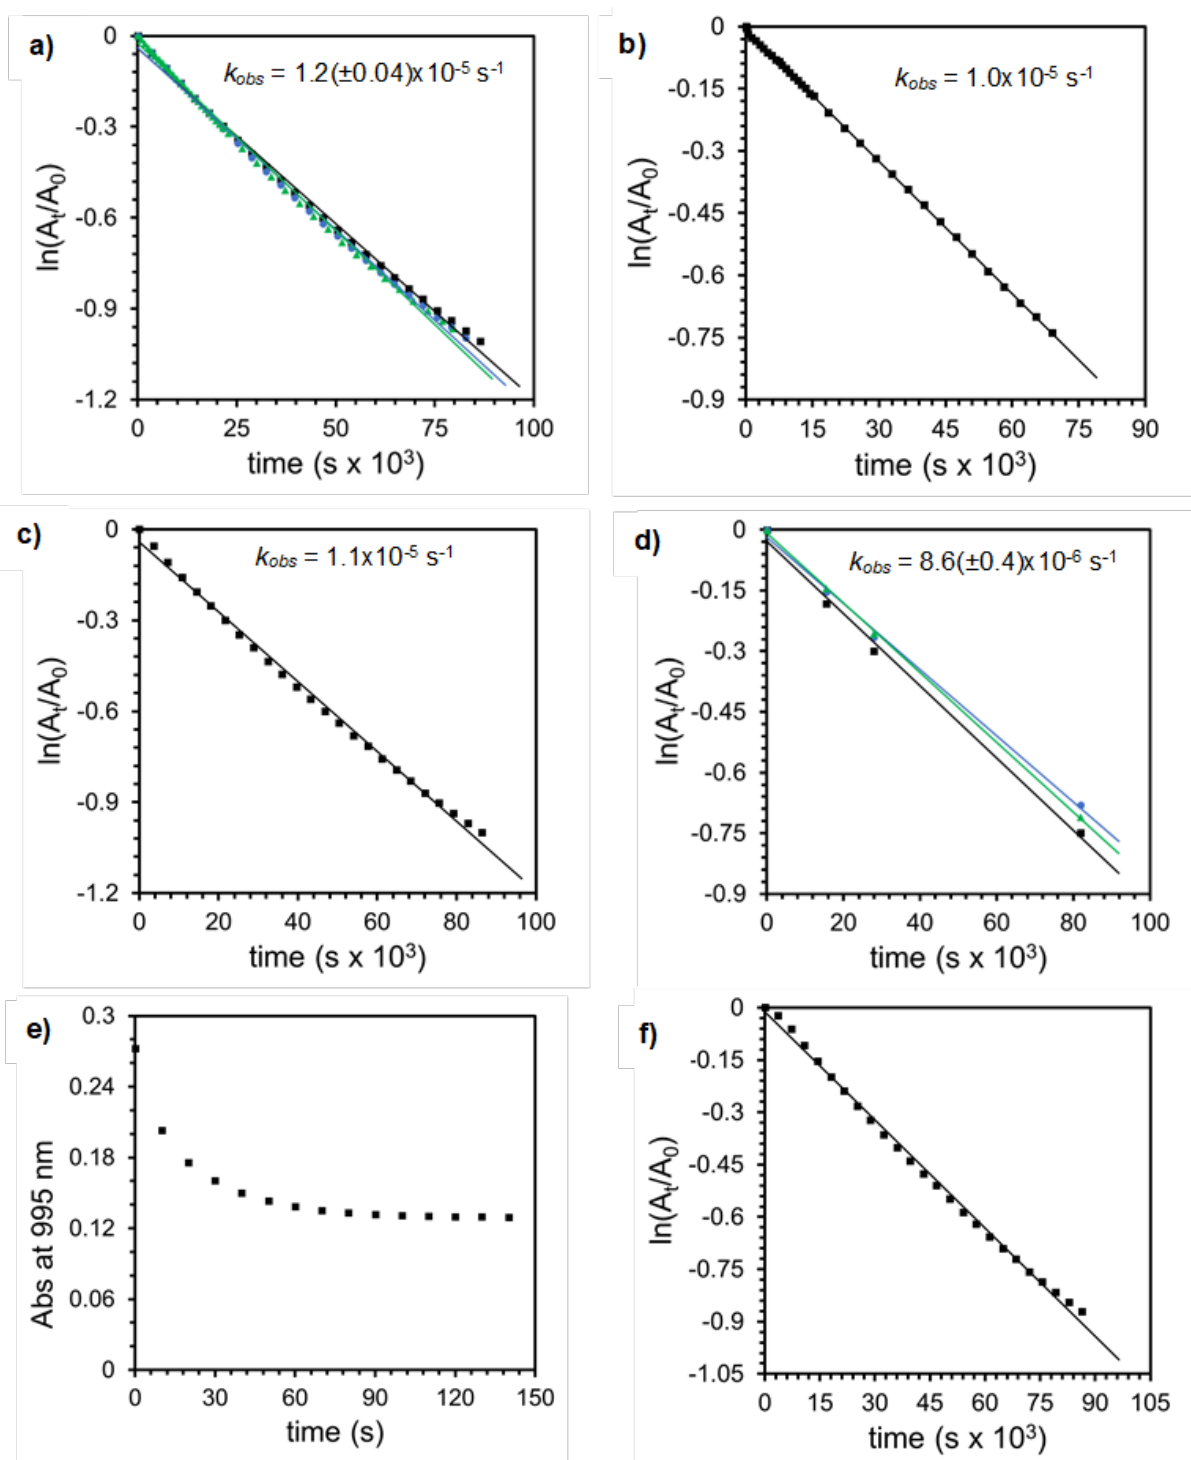 a)
k_obs = 1.2(±0.04)x10⁻⁵ s⁻¹
0
-0.3
-0.6
-0.9
-1.2
ln(Aₜ/A₀)
0 25 50 75 100
time (s x 10³)
b)
k_obs = 1.0x10⁻⁵ s⁻¹
0
-0.15
-0.3
-0.45
-0.6
-0.75
-0.9
ln(Aₜ/A₀)
0 15 30 45 60 75 90
time (s x 10³)
c)
k_obs = 1.1x10⁻⁵ s⁻¹
0
-0.3
-0.6
-0.9
-1.2
ln(Aₜ/A₀)
0 20 40 60 80 100
time (s x 10³)
d)
k_obs = 8.6(±0.4)x10⁻⁶ s⁻¹
0
-0.15
-0.3
-0.45
-0.6
-0.75
-0.9
ln(Aₜ/A₀)
0 20 40 60 80 100
time (s x 10³)
e)
0.3
0.24
0.18
0.12
0.06
0
Abs at 995 nm
0 30 60 90 120 150
time (s)
f)
0
-0.15
-0.3
-0.45
-0.6
-0.75
-0.9
-1.05
ln(Aₜ/A₀)
0 15 30 45 60 75 90 105
time (s x 10³)